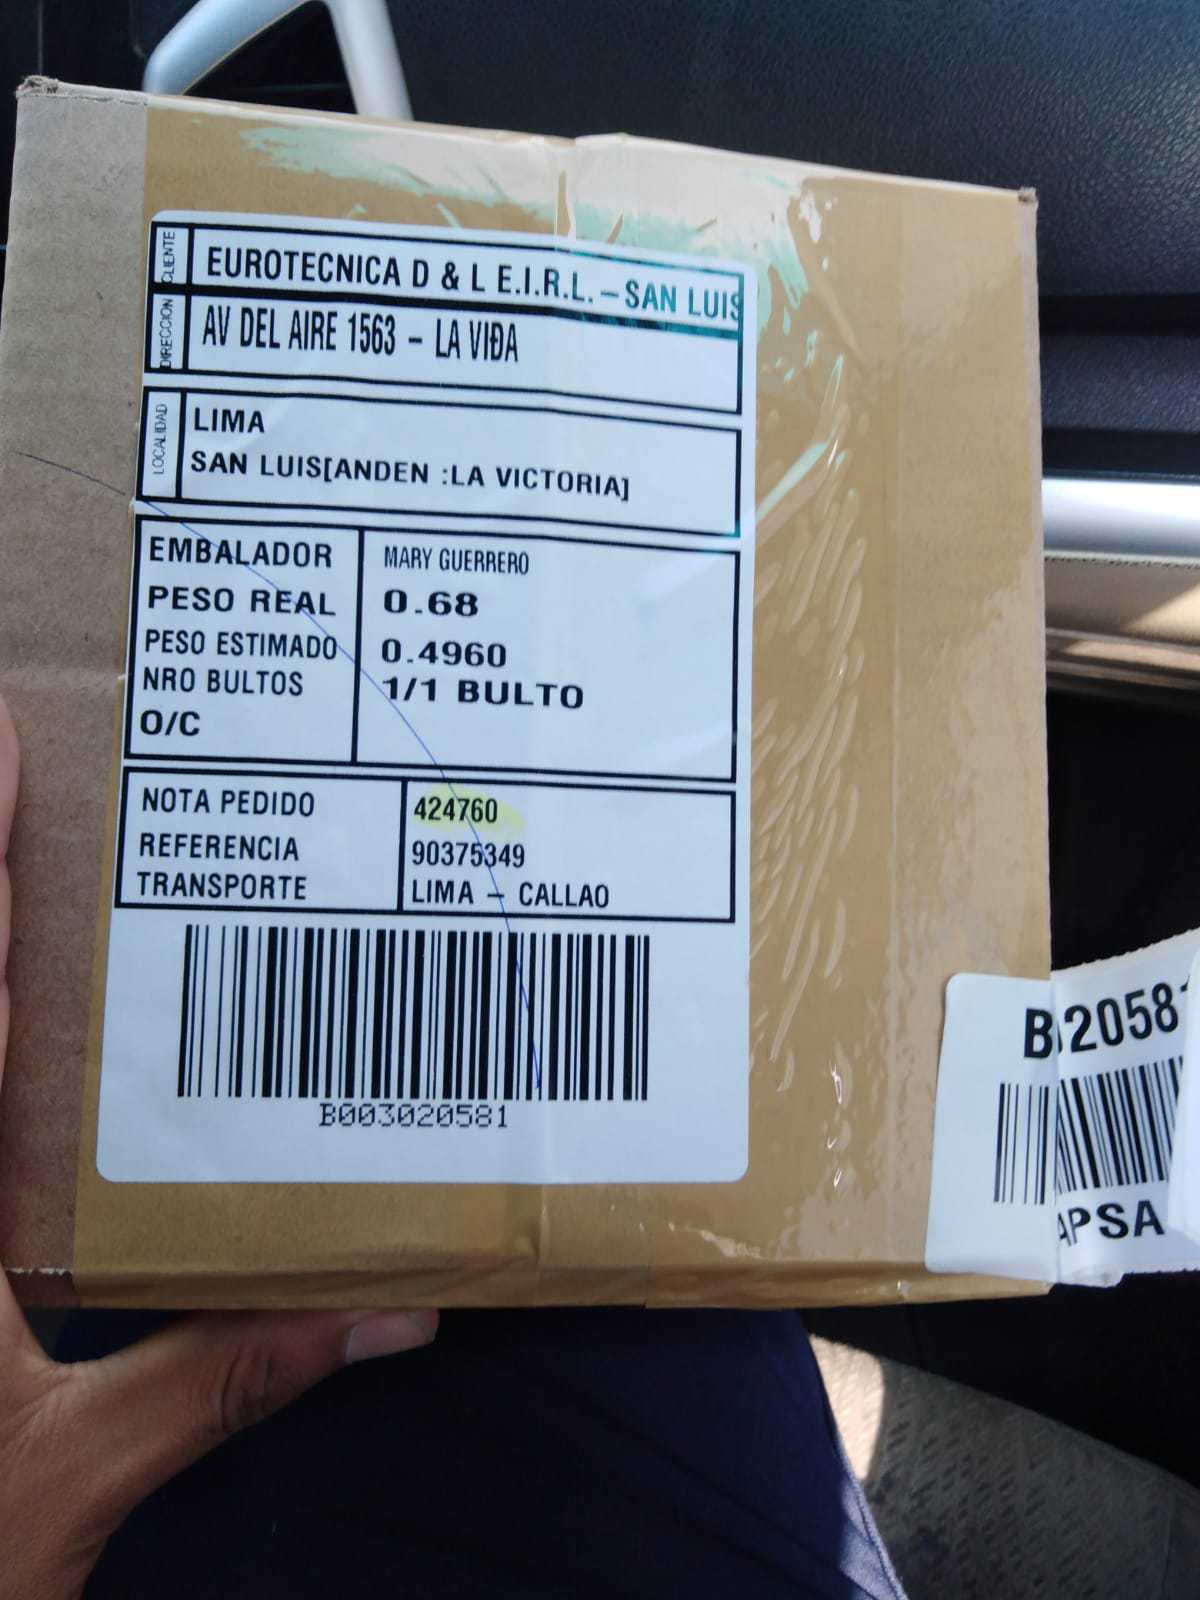 CLIENTE
EUROTECNICA D & L E.I.R.L. – SAN LUIS
DIRECCION
AV DEL AIRE 1563 – LA VIÐA
LOCALIDAD
LIMA
SAN LUIS[ANDEN :LA VICTORIA]
EMBALADOR MARY GUERRERO
PESO REAL 0.68
PESO ESTIMADO 0.4960
NRO BULTOS 1/1 BULTO
O/C
NOTA PEDIDO 424760
REFERENCIA 90375349
TRANSPORTE LIMA – CALLAO
B003020581
APSA